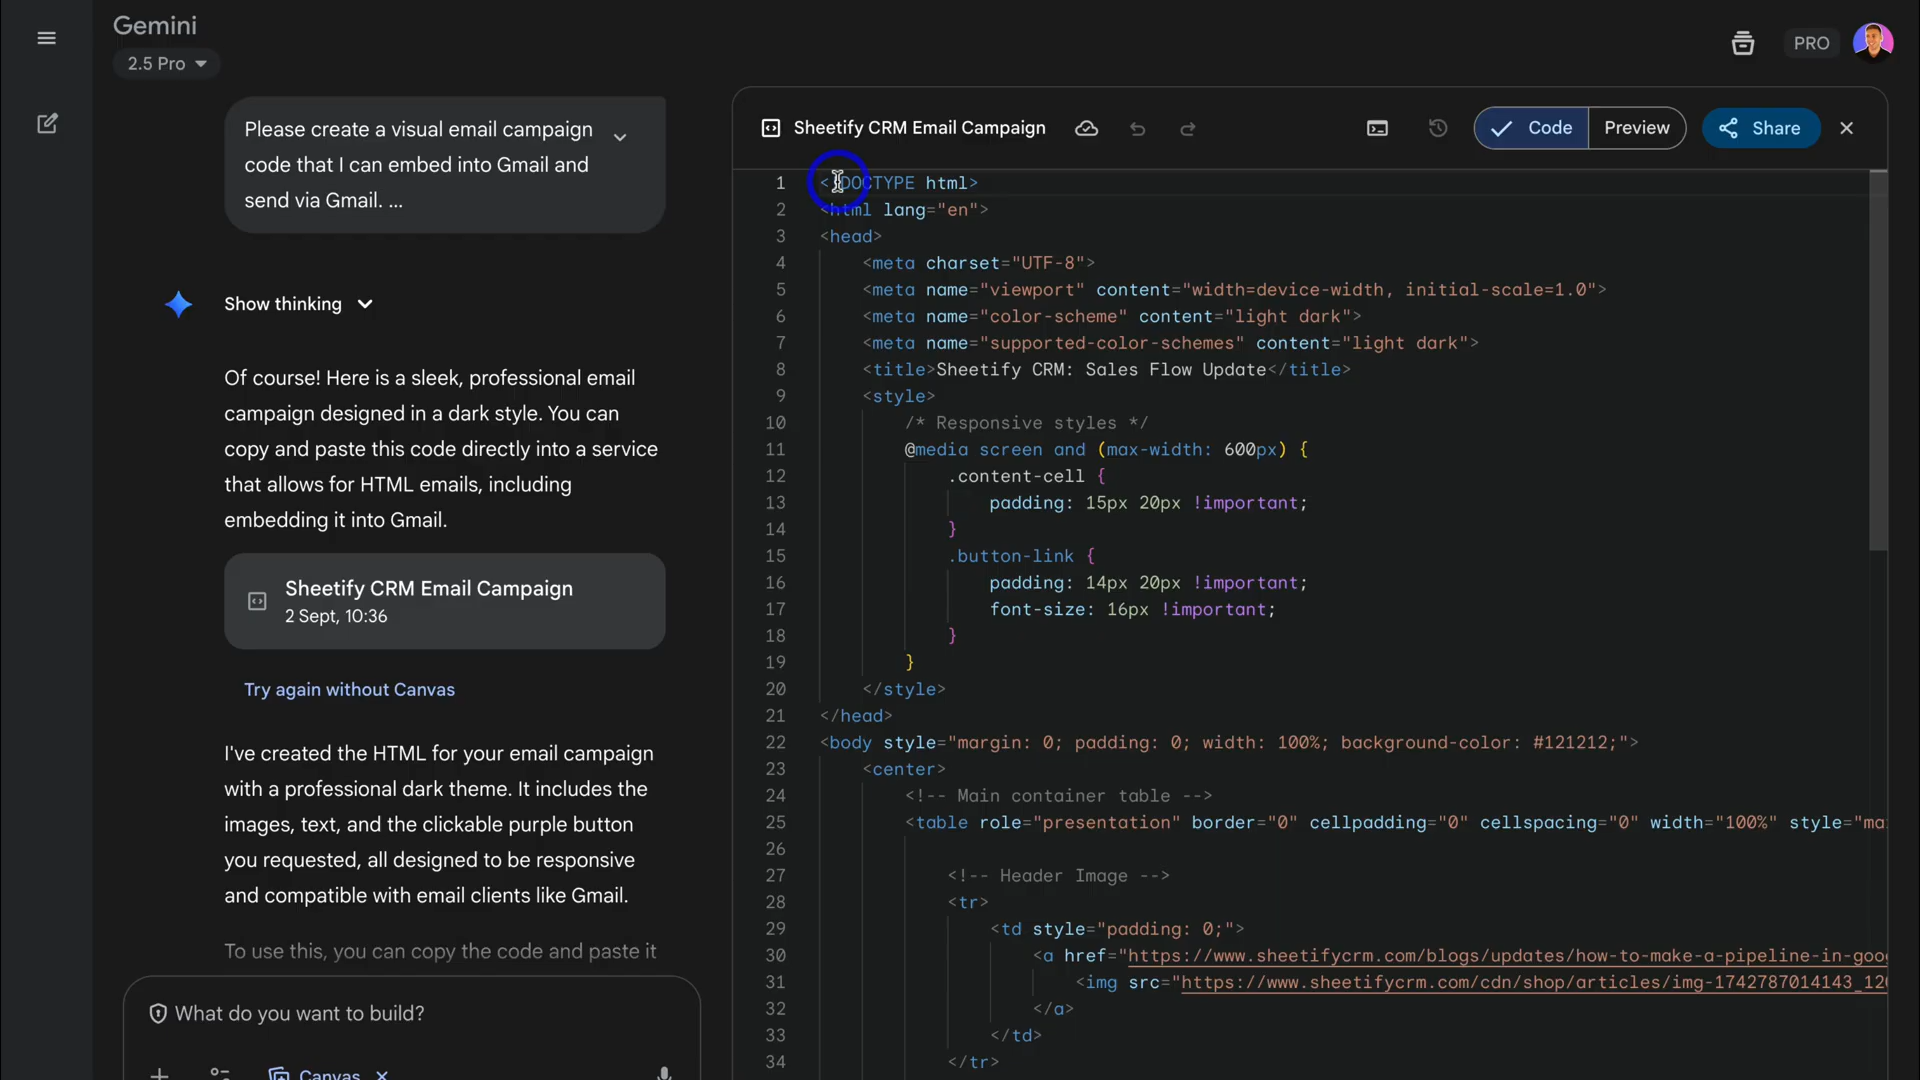 Gemini
2.5 Pro
PRO
Please create a visual email campaign
code that I can embed into Gmail and
send via Gmail. ...
Show thinking
Of course! Here is a sleek, professional email
campaign designed in a dark style. You can
copy and paste this code directly into a service
that allows for HTML emails, including
embedding it into Gmail.
Sheetify CRM Email Campaign
2 Sept, 10:36
Try again without Canvas
I've created the HTML for your email campaign
with a professional dark theme. It includes the
images, text, and the clickable purple button
you requested, all designed to be responsive
and compatible with email clients like Gmail.
To use this, you can copy the code and paste it
What do you want to build?
Canvas
Sheetify CRM Email Campaign
Code
Preview
Share
1 <!DOCTYPE html>
2 <html lang="en">
3 <head>
4 <meta charset="UTF-8">
5 <meta name="viewport" content="width=device-width, initial-scale=1.0">
6 <meta name="color-scheme" content="light dark">
7 <meta name="supported-color-schemes" content="light dark">
8 <title>Sheetify CRM: Sales Flow Update</title>
9 <style>
10 /* Responsive styles */
11 @media screen and (max-width: 600px) {
12 .content-cell {
13 padding: 15px 20px !important;
14 }
15 .button-link {
16 padding: 14px 20px !important;
17 font-size: 16px !important;
18 }
19 }
20 </style>
21 </head>
22 <body style="margin: 0; padding: 0; width: 100%; background-color: #121212;">
23 <center>
24 <!-- Main container table -->
25 <table role="presentation" border="0" cellpadding="0" cellspacing="0" width="100%" style="ma
26
27 <!-- Header Image -->
28 <tr>
29 <td style="padding: 0;">
30 <a href="https://www.sheetifycrm.com/blogs/updates/how-to-make-a-pipeline-in-goo
31 <img src="https://www.sheetifycrm.com/cdn/shop/articles/img-1742787014143_120
32 </a>
33 </td>
34 </tr>